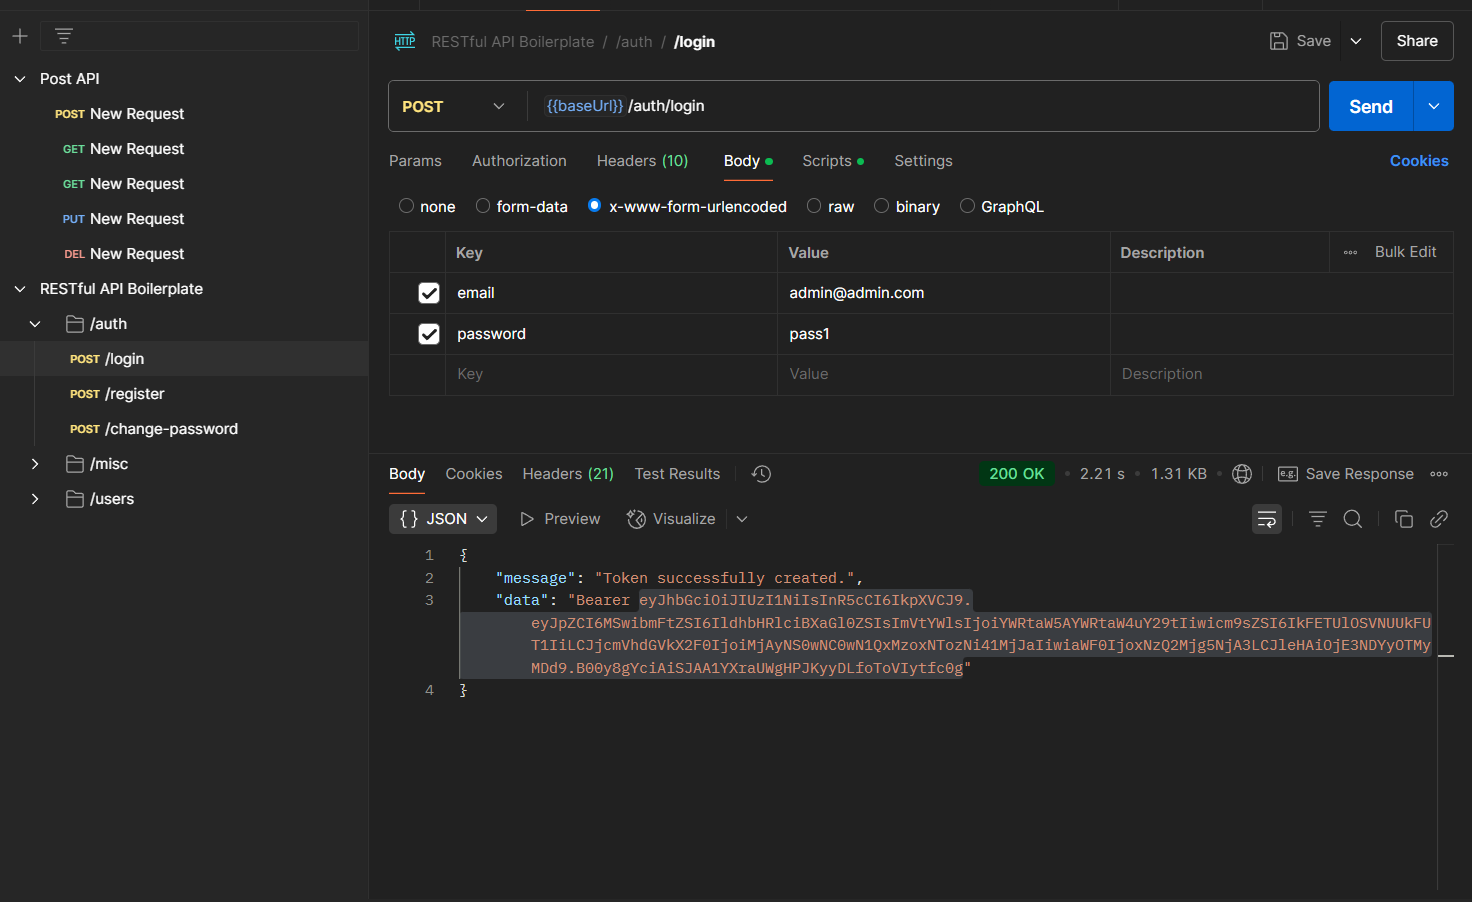 Post API
POST New Request
GET New Request
GET New Request
PUT New Request
DEL New Request
RESTful API Boilerplate
/auth
POST /login
POST /register
POST /change-password
/misc
/users
HTTP RESTful API Boilerplate / /auth / /login
Save
Share
POST {{baseUrl}} /auth/login
Send
Params Authorization Headers (10) Body Scripts Settings Cookies
none form-data x-www-form-urlencoded raw binary GraphQL
Key Value Description Bulk Edit
email admin@admin.com
password pass1
Key Value Description
Body Cookies Headers (21) Test Results 200 OK • 2.21 s • 1.31 KB • e.g. Save Response
{} JSON Preview Visualize
1 {
2 "message": "Token successfully created.",
3 "data": "Bearer eyJhbGciOiJIUzI1NiIsInR5cCI6IkpXVCJ9.
eyJpZCI6MSwibmFtZSI6IldhbHRlciBXaGl0ZSIsImVtYWlsIjoiYWRtaW5AYWRtaW4uY29tIiwicm9sZSI6IkFETUlOSVNUUkFU
T1IiLCJjcmVhdGVkX2F0IjoiMjAyNS0wNC0wN1QxMzoxNTozNi41MjJaIiwiaWF0IjoxNzQ2Mjg5NjA3LCJleHAiOjE3NDYyOTMy
MDd9.B00y8gYciAiSJAA1YXraUWgHPJKyyDLfoToVIytfc0g"
4 }